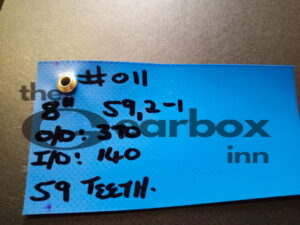 #011
the
8" 59,2-1
Gearbox
O/D: 390
I/D: 140
inn
59 TEETH.